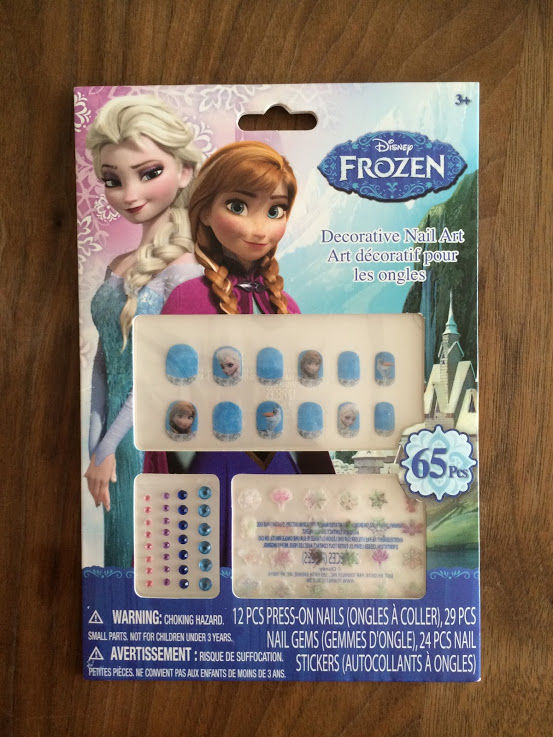 3+
Disney
FROZEN
Decorative Nail Art
Art décoratif pour
les ongles
65 Pcs
WARNING: CHOKING HAZARD.
SMALL PARTS. NOT FOR CHILDREN UNDER 3 YEARS.
AVERTISSEMENT : RISQUE DE SUFFOCATION.
PETITES PIÈCES. NE CONVIENT PAS AUX ENFANTS DE MOINS DE 3 ANS.
12 PCS PRESS-ON NAILS (ONGLES À COLLER), 29 PCS
NAIL GEMS (GEMMES D'ONGLE), 24 PCS NAIL
STICKERS (AUTOCOLLANTS À ONGLES)